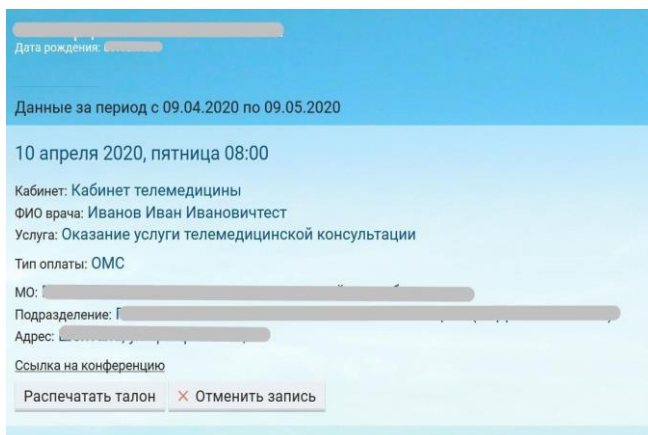 Дата рождения:
Данные за период с 09.04.2020 по 09.05.2020
10 апреля 2020, пятница 08:00
Кабинет: Кабинет телемедицины
ФИО врача: Иванов Иван Ивановичтест
Услуга: Оказание услуги телемедицинской консультации
Тип оплаты: ОМС
МО:
Подразделение:
Адрес:
Ссылка на конференцию
Распечатать талон × Отменить запись